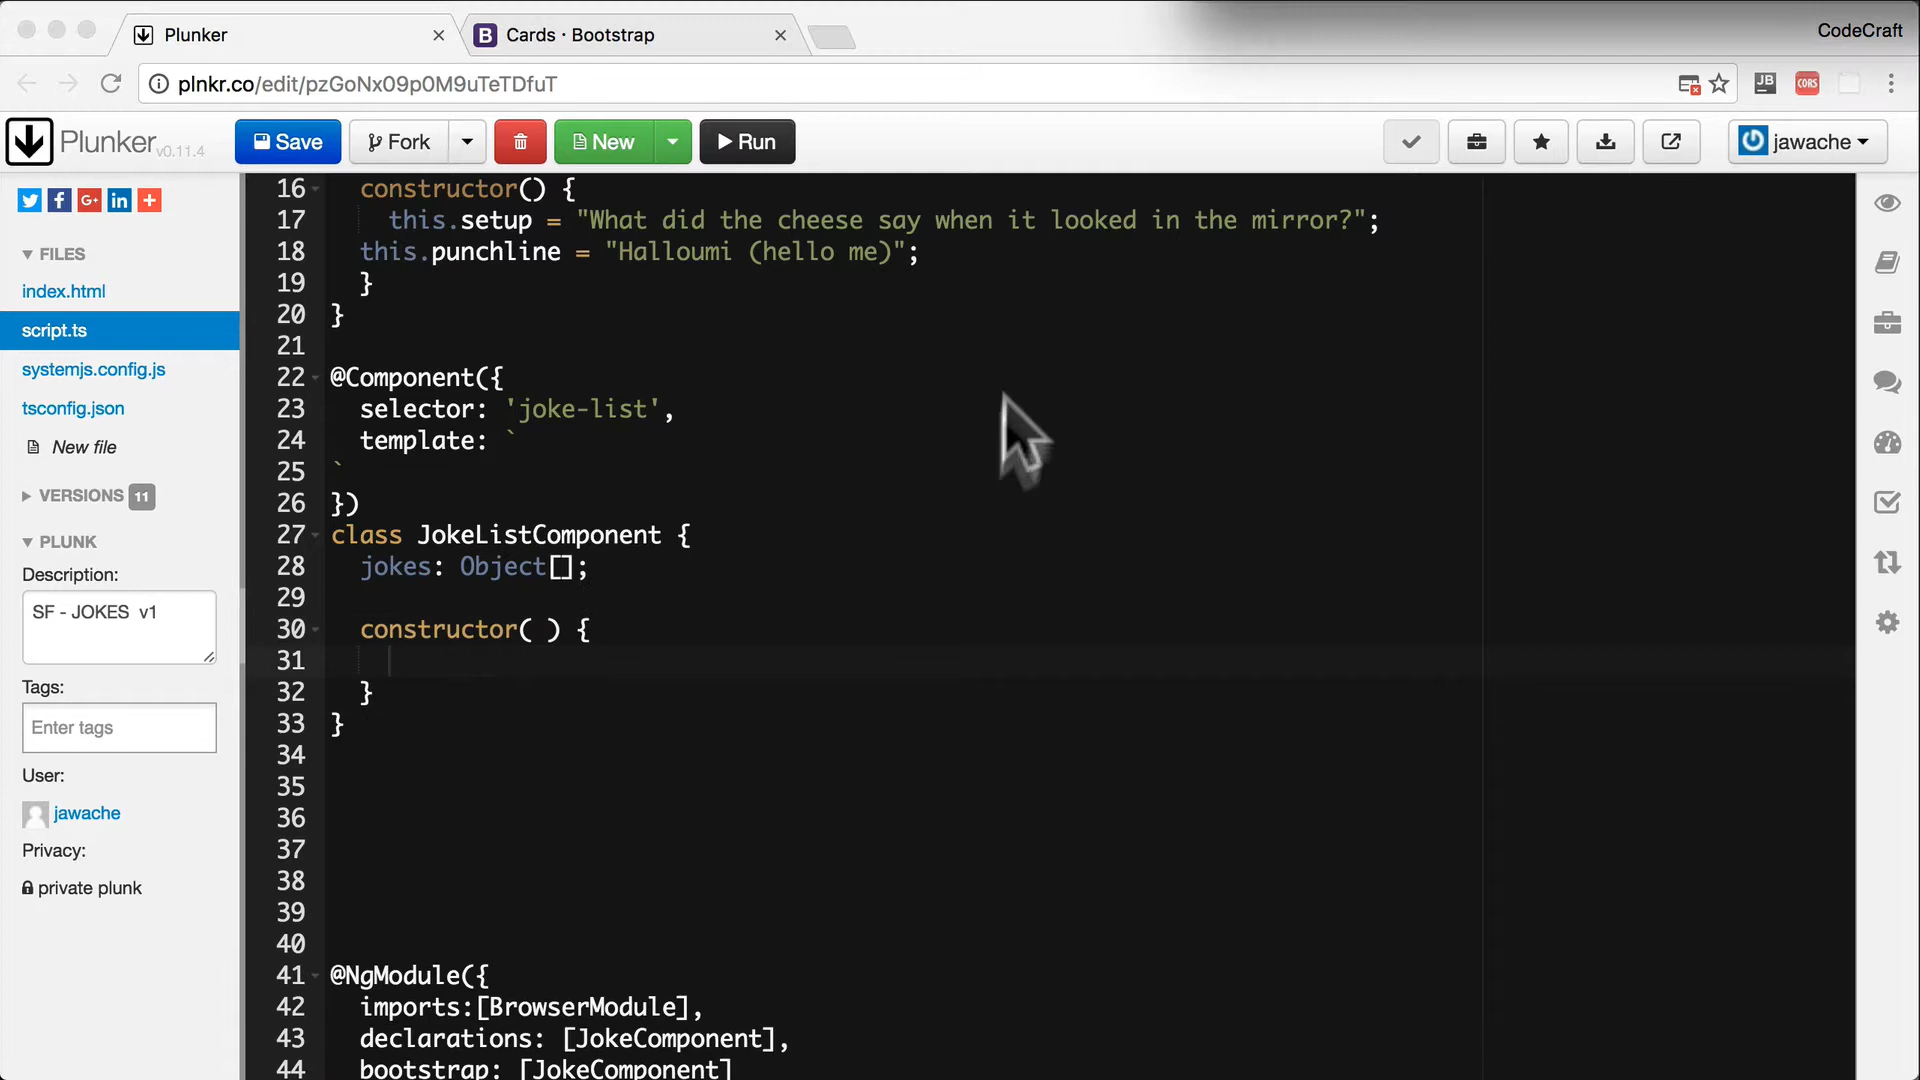 Plunker
Cards · Bootstrap
CodeCraft
plnkr.co/edit/pzGoNx09p0M9uTeTDfuT
JB
CORS
Plunker v0.11.4
Save
Fork
New
Run
jawache
FILES
index.html
script.ts
systemjs.config.js
tsconfig.json
New file
VERSIONS 11
PLUNK
Description:
SF - JOKES v1
Tags:
Enter tags
User:
jawache
Privacy:
private plunk
16 constructor() {
17 this.setup = "What did the cheese say when it looked in the mirror?";
18 this.punchline = "Halloumi (hello me)";
19 }
20 }
21
22 @Component({
23 selector: 'joke-list',
24 template: `
25 `
26 })
27 class JokeListComponent {
28 jokes: Object[];
29
30 constructor( ) {
31
32 }
33 }
34
35
36
37
38
39
40
41 @NgModule({
42 imports:[BrowserModule],
43 declarations: [JokeComponent],
44 bootstrap: [JokeComponent]